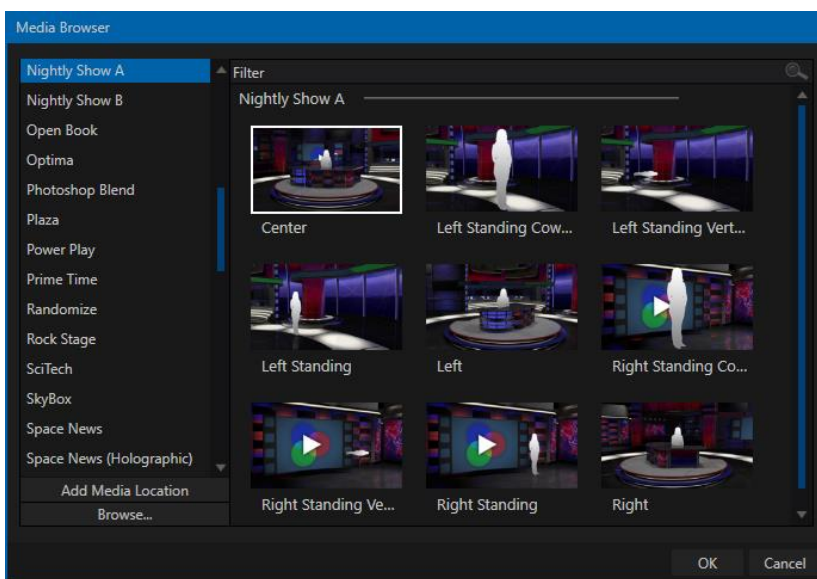 Media Browser
Nightly Show A
Nightly Show B
Open Book
Optima
Photoshop Blend
Plaza
Power Play
Prime Time
Randomize
Rock Stage
SciTech
SkyBox
Space News
Space News (Holographic)
Add Media Location
Browse...
Filter
Nightly Show A
Center
Left Standing Cow...
Left Standing Vert...
Left Standing
Left
Right Standing Co...
Right Standing Ve...
Right Standing
Right
OK
Cancel